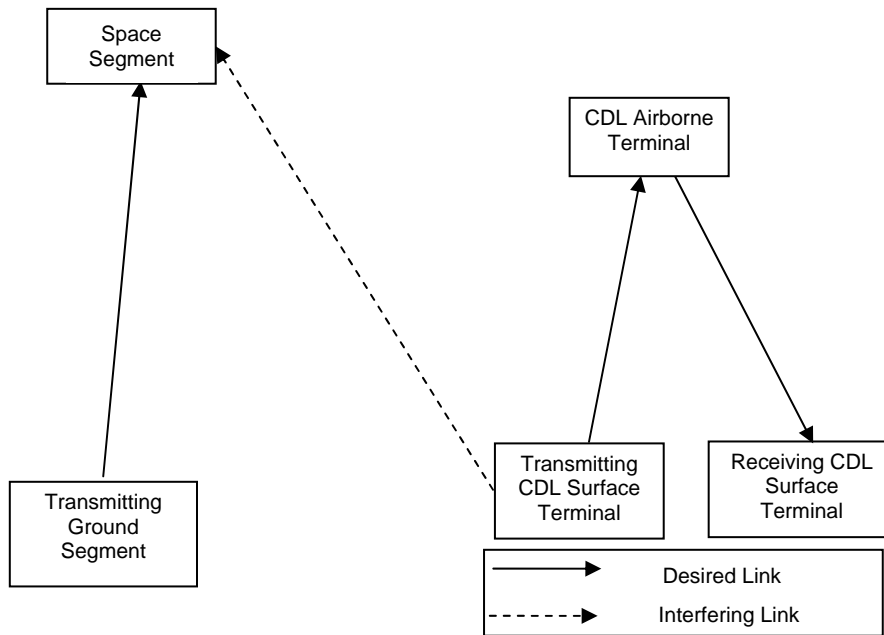 Space
Segment
CDL Airborne
Terminal
Transmitting
Ground
Segment
Transmitting
CDL Surface
Terminal
Receiving CDL
Surface
Terminal
Desired Link
Interfering Link